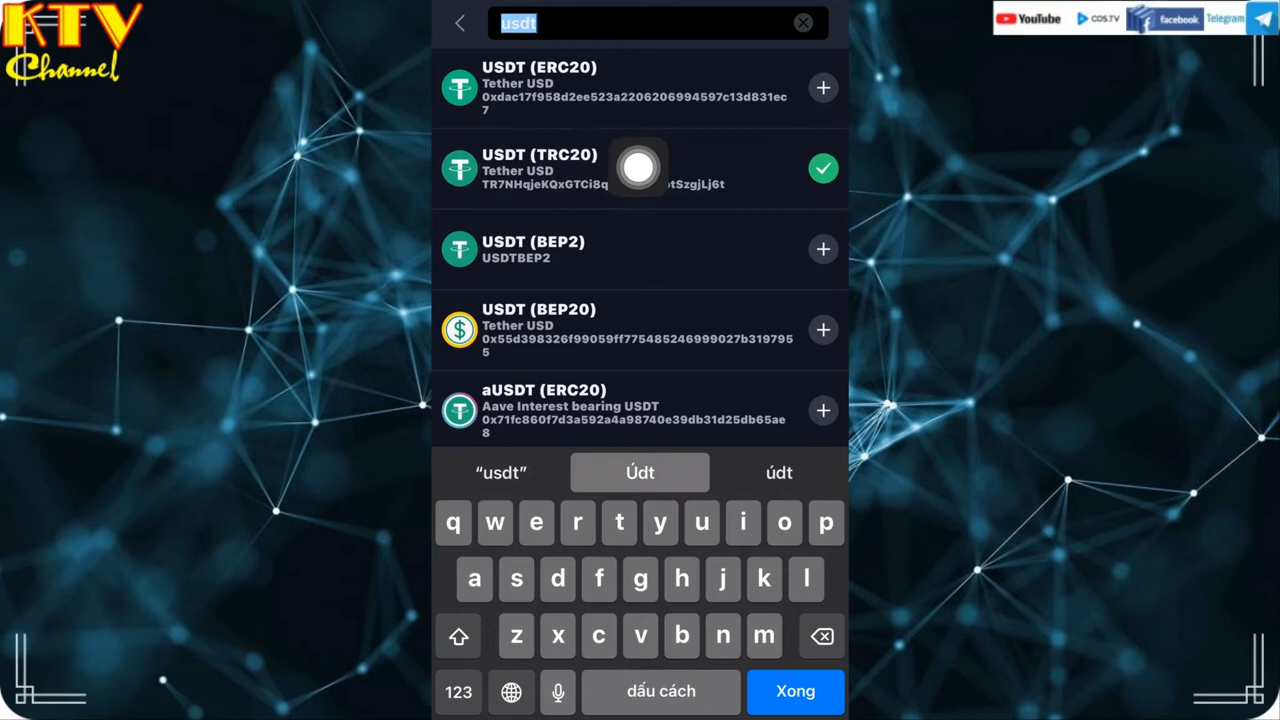 KTV
Channel
YouTube
COS.TV
facebook
Telegram
usdt
USDT (ERC20)
Tether USD
0xdac17f958d2ee523a2206206994597c13d831ec
7
USDT (TRC20)
Tether USD
TR7NHqjeKQxGTCi8q tSzgjLj6t
USDT (BEP2)
USDTBEP2
USDT (BEP20)
Tether USD
0x55d398326f99059ff775485246999027b319795
5
aUSDT (ERC20)
Aave Interest bearing USDT
0x71fc860f7d3a592a4a98740e39db31d25db65ae
8
“usdt” Údt údt
q w e r t y u i o p
a s d f g h j k l
z x c v b n m
123 dấu cách Xong